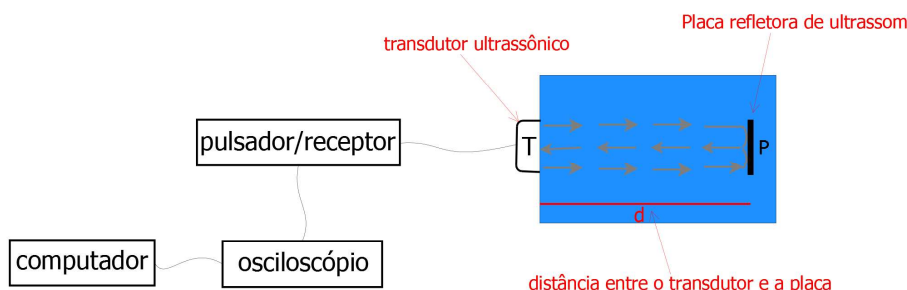 Placa refletora de ultrassom
transdutor ultrassônico
pulsador/receptor
T
P
d
computador
osciloscópio
distância entre o transdutor e a placa